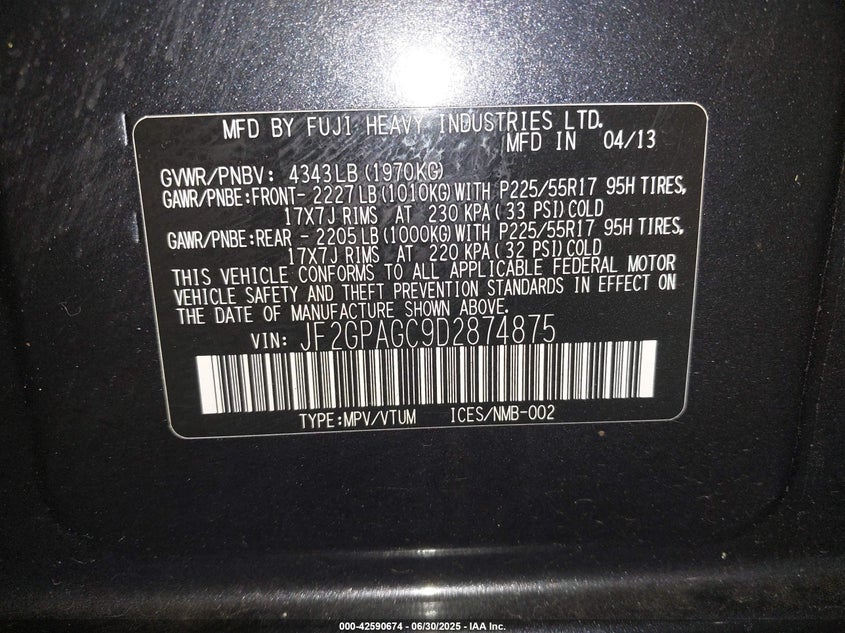 MFD BY FUJI HEAVY INDUSTRIES LTD.
MFD IN 04/13
GVWR/PNBV: 4343LB (1970KG)
GAWR/PNBE:FRONT- 2227 LB (1010KG) WITH P225/55R17 95H TIRES,
17X7J RIMS AT 230 KPA ( 33 PSI) COLD
GAWR/PNBE:REAR - 2205 LB (1000KG) WITH P225/55R17 95H TIRES,
17X7J RIMS AT 220 KPA ( 32 PSI) COLD
THIS VEHICLE CONFORMS TO ALL APPLICABLE FEDERAL MOTOR
VEHICLE SAFETY AND THEFT PREVENTION STANDARDS IN EFFECT ON
THE DATE OF MANUFACTURE SHOWN ABOVE.
VIN: JF2GPAGC9D2874875
TYPE:MPV/VTUM ICES/NMB-002
000-42590674 / 06/30/2025 - IAA Inc.